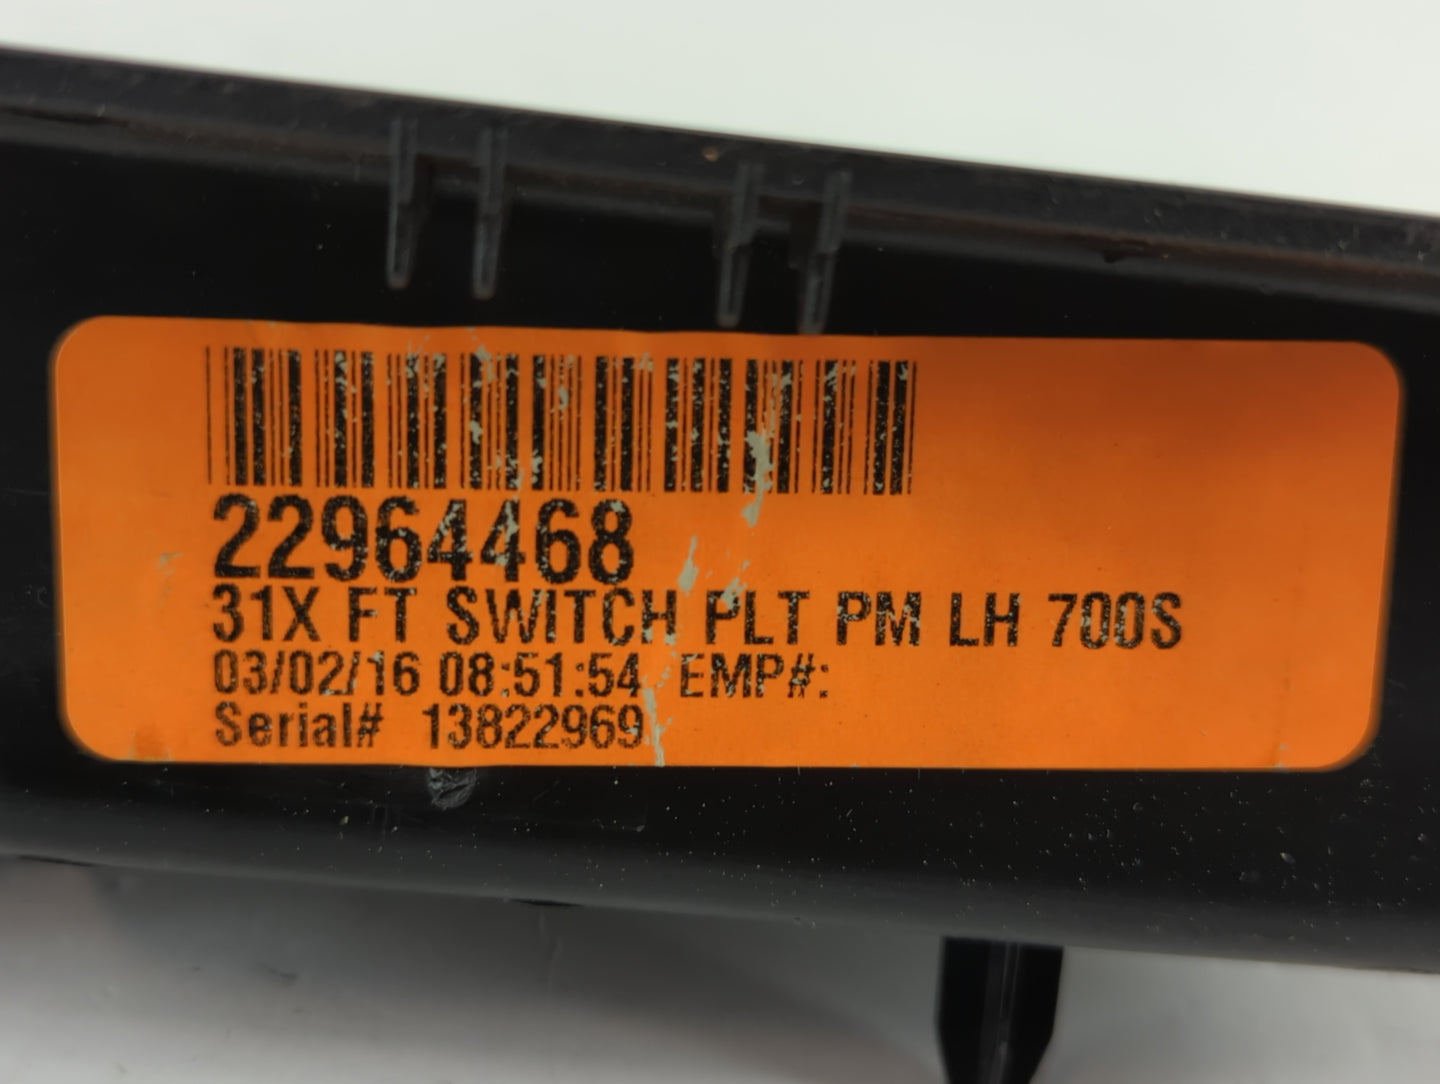 22964468
31X FT SWITCH PLT PM LH 700S
03/02/16 08:51:54 EMP#:
Serial# 13822969